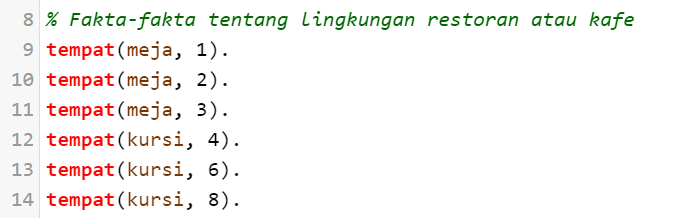 8 % Fakta-fakta tentang lingkungan restoran atau kafe
9 tempat(meja, 1).
10 tempat(meja, 2).
11 tempat(meja, 3).
12 tempat(kursi, 4).
13 tempat(kursi, 6).
14 tempat(kursi, 8).